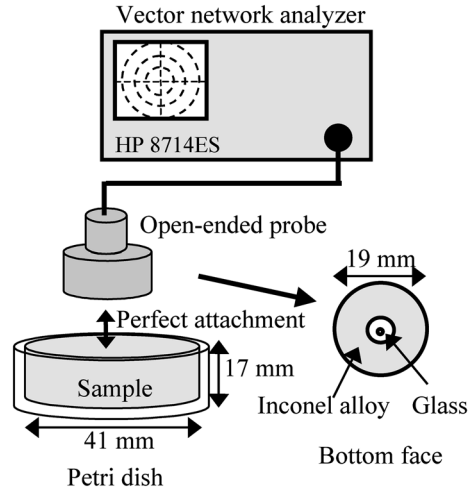 Vector network analyzer
HP 8714ES
Open-ended probe
19 mm
Perfect attachment
Sample
17 mm
Inconel alloy
Glass
41 mm
Bottom face
Petri dish